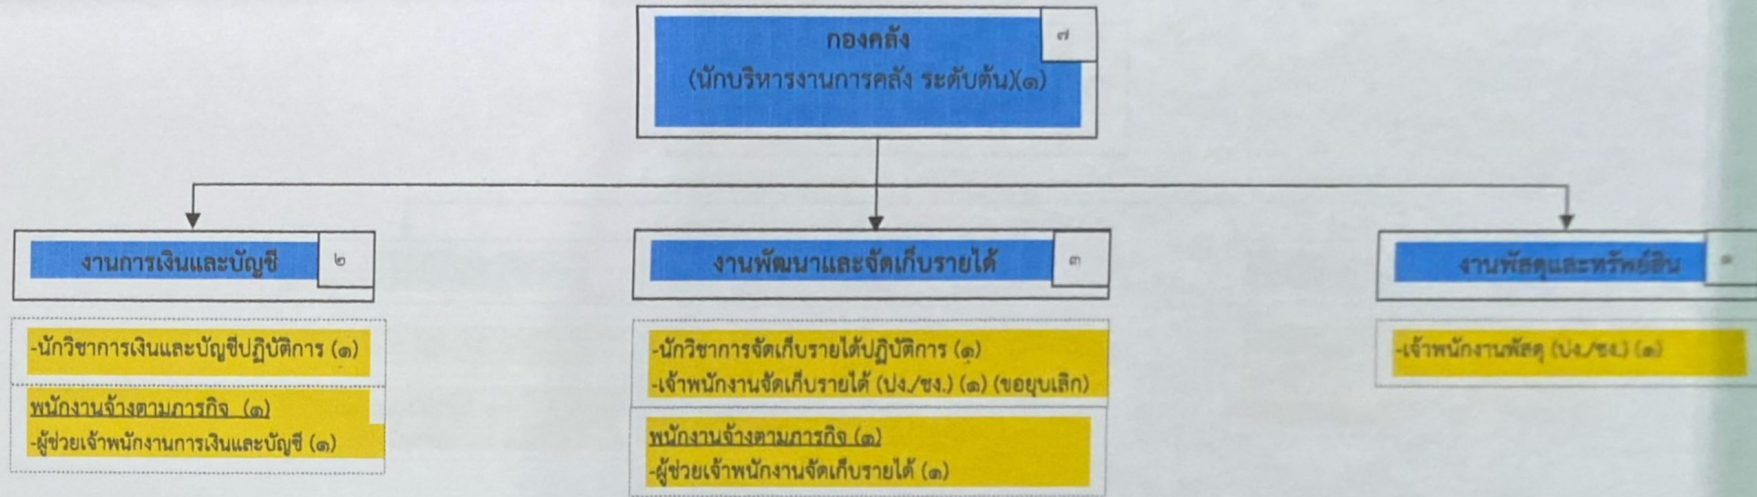 กองคลัง
๗
(นักบริหารงานการคลัง ระดับต้น)(๑)
งานการเงินและบัญชี
๒
-นักวิชาการเงินและบัญชีปฏิบัติการ (๑)
พนักงานจ้างตามภารกิจ (๑)
-ผู้ช่วยเจ้าพนักงานการเงินและบัญชี (๑)
งานพัฒนาและจัดเก็บรายได้
๓
-นักวิชาการจัดเก็บรายได้ปฏิบัติการ (๑)
-เจ้าพนักงานจัดเก็บรายได้ (ปง./ชง.) (๑) (ขอยุบเลิก)
พนักงานจ้างตามภารกิจ (๑)
-ผู้ช่วยเจ้าพนักงานจัดเก็บรายได้ (๑)
งานพัสดุและทรัพย์สิน
๑
-เจ้าพนักงานพัสดุ (ปง./ชง.) (๑)